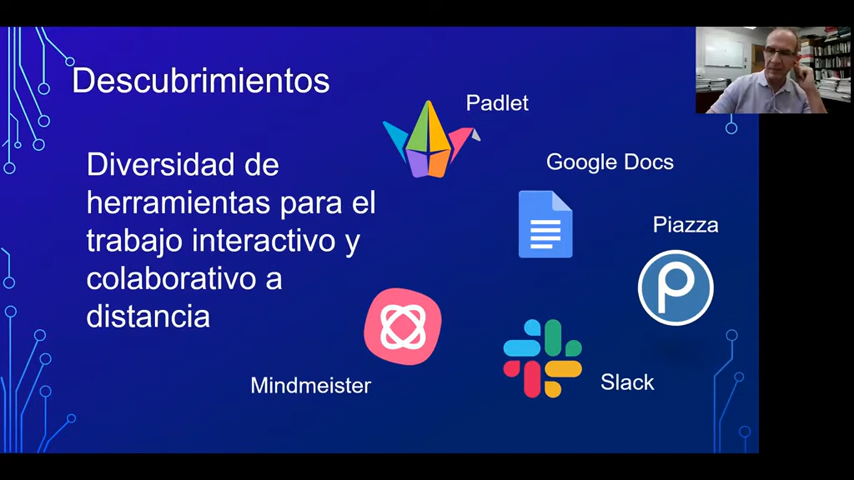 Descubrimientos
Padlet
Diversidad de
herramientas para el
trabajo interactivo y
colaborativo a
distancia
Google Docs
Piazza
Mindmeister
Slack